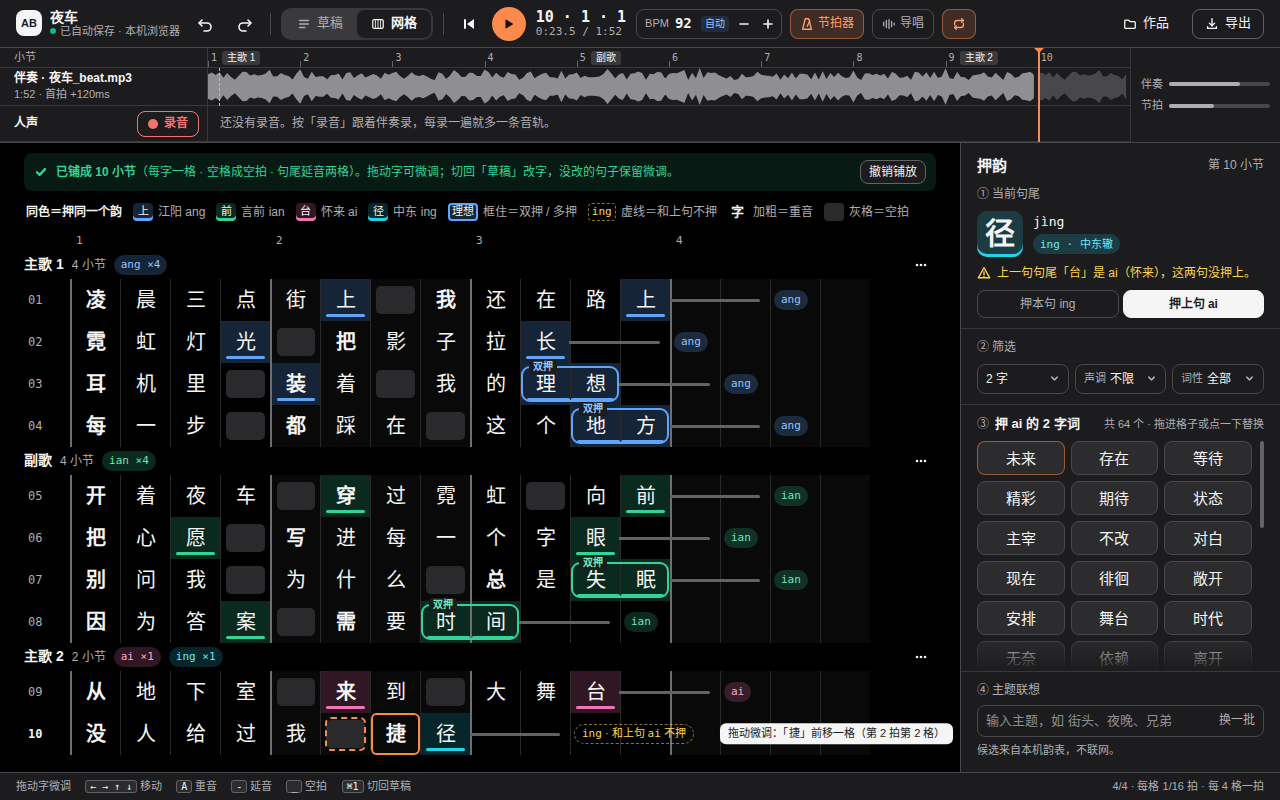 AB 夜车
已自动保存 · 本机浏览器
草稿 网格
10 · 1 · 1
0:23.5 / 1:52
BPM 92 自动 − +
节拍器 导唱
作品 导出
小节 1 主歌 1 2 3 4 5 副歌 6 7 8 9 主歌 2 10
伴奏 · 夜车_beat.mp3
1:52 · 首拍 +120ms
伴奏
节拍
人声 录音 还没有录音。按「录音」跟着伴奏录，每录一遍就多一条音轨。
已铺成 10 小节（每字一格 · 空格成空拍 · 句尾延音两格）。拖动字可微调；切回「草稿」改字，没改的句子保留微调。 撤销铺放
同色＝押同一个韵 上 江阳 ang 前 言前 ian 台 怀来 ai 径 中东 ing 理想 框住＝双押 / 多押 ing 虚线＝和上句不押 字 加粗＝重音 灰格＝空拍
1 2 3 4
主歌 1 4 小节 ang ×4 ···
01 凌 晨 三 点 街 上 我 还 在 路 上 ang
02 霓 虹 灯 光 把 影 子 拉 长 ang
双押
03 耳 机 里 装 着 我 的 理 想 ang
双押
04 每 一 步 都 踩 在 这 个 地 方 ang
副歌 4 小节 ian ×4 ···
05 开 着 夜 车 穿 过 霓 虹 向 前 ian
06 把 心 愿 写 进 每 一 个 字 眼 ian
双押
07 别 问 我 为 什 么 总 是 失 眠 ian
双押
08 因 为 答 案 需 要 时 间 ian
主歌 2 2 小节 ai ×1 ing ×1 ···
09 从 地 下 室 来 到 大 舞 台 ai
10 没 人 给 过 我 捷 径 ing · 和上句 ai 不押
拖动微调：「捷」前移一格（第 2 拍第 2 格）
押韵 第 10 小节
① 当前句尾
径 jìng
ing · 中东辙
上一句句尾「台」是 ai（怀来），这两句没押上。
押本句 ing 押上句 ai
② 筛选
2 字 声调 不限 词性 全部
③ 押 ai 的 2 字词 共 64 个 · 拖进格子或点一下替换
未来 存在 等待
精彩 期待 状态
主宰 不改 对白
现在 徘徊 敞开
安排 舞台 时代
无奈 依赖 离开
④ 主题联想
输入主题，如 街头、夜晚、兄弟 换一批
候选来自本机韵表，不联网。
拖动字微调 ← → ↑ ↓ 移动 A 重音 - 延音 _ 空拍 ⌘1 切回草稿
4/4 · 每格 1/16 拍 · 每 4 格一拍